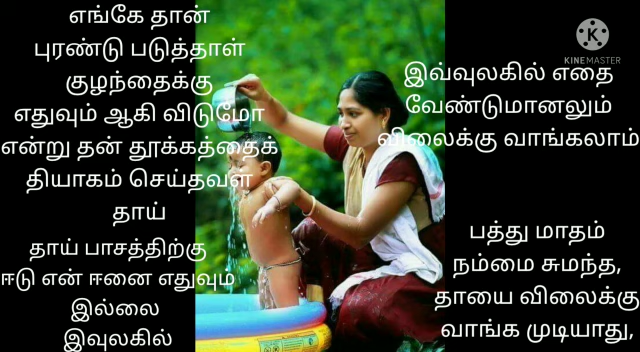 எங்கே தான்
புரண்டு படுத்தாள்
குழந்தைக்கு
எதுவும் ஆகி விடுமோ
என்று தன் தூக்கத்தைக்
தியாகம் செய்தவள்
தாய்
தாய் பாசத்திற்கு
ஈடு என் ஈனை எதுவும்
இல்லை
இவுலகில்
KINEMASTER
இவ்வுலகில் எதை
வேண்டுமானலும்
விலைக்கு வாங்கலாம்
பத்து மாதம்
நம்மை சுமந்த,
தாயை விலைக்கு
வாங்க முடியாது,